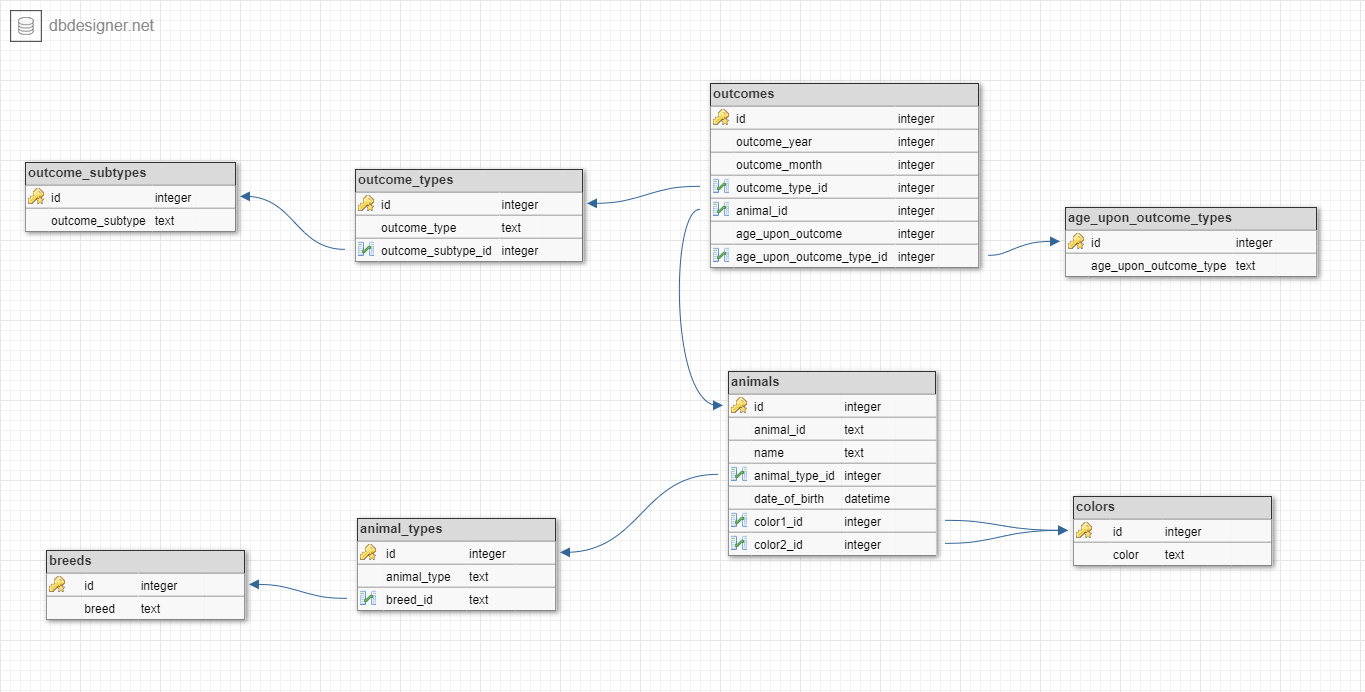 dbdesigner.net
outcome_subtypes
id integer
outcome_subtype text
outcome_types
id integer
outcome_type text
outcome_subtype_id integer
outcomes
id integer
outcome_year integer
outcome_month integer
outcome_type_id integer
animal_id integer
age_upon_outcome integer
age_upon_outcome_type_id integer
age_upon_outcome_types
id integer
age_upon_outcome_type text
animals
id integer
animal_id text
name text
animal_type_id integer
date_of_birth datetime
color1_id integer
color2_id integer
colors
id integer
color text
animal_types
id integer
animal_type text
breed_id text
breeds
id integer
breed text